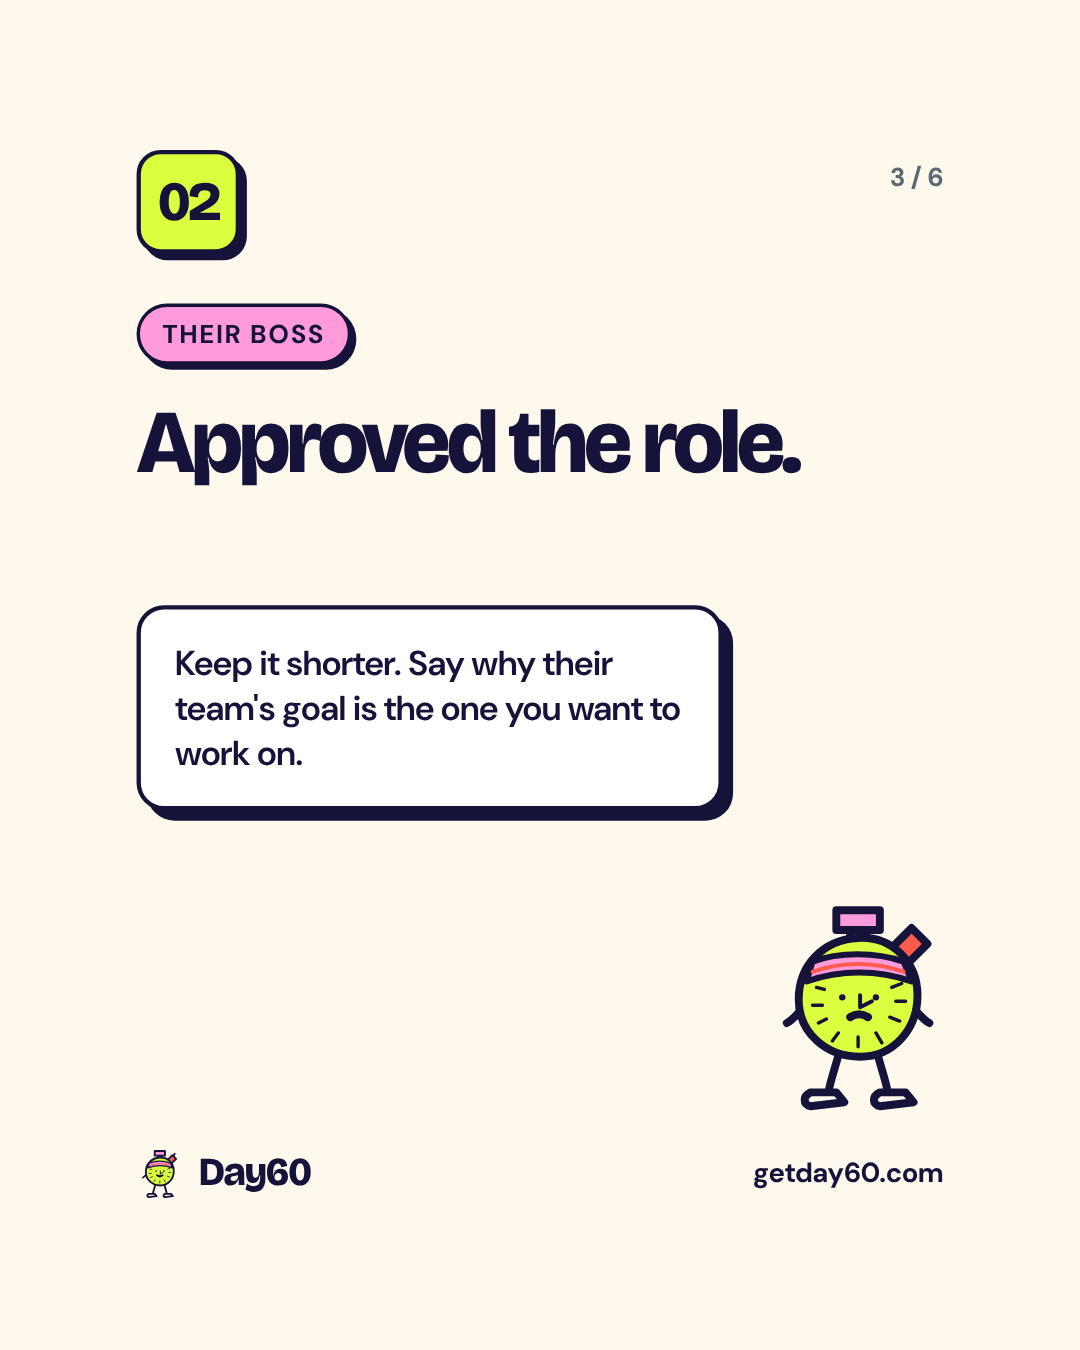 02
3 / 6
THEIR BOSS
Approved the role.
Keep it shorter. Say why their
team's goal is the one you want to
work on.
Day60
getday60.com